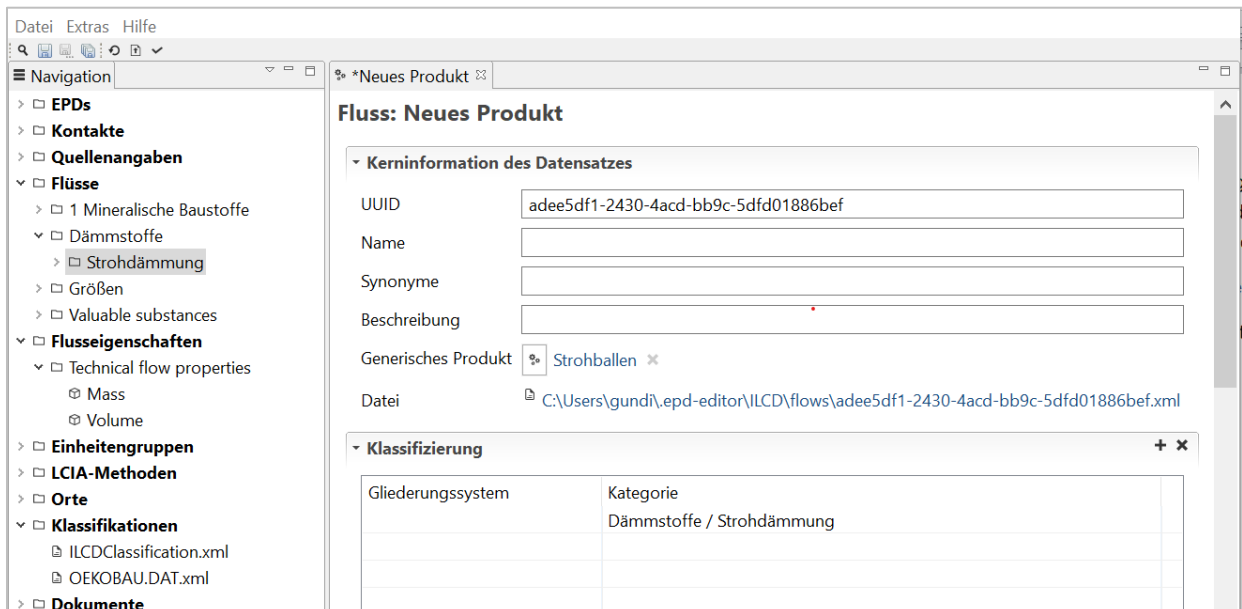 Datei Extras Hilfe
Navigation
EPDs
Kontakte
Quellenangaben
Flüsse
1 Mineralische Baustoffe
Dämmstoffe
Strohdämmung
Größen
Valuable substances
Flusseigenschaften
Technical flow properties
Mass
Volume
Einheitengruppen
LCIA-Methoden
Orte
Klassifikationen
ILCDClassification.xml
OEKOBAU.DAT.xml
Dokumente
*Neues Produkt
Fluss: Neues Produkt
Kerninformation des Datensatzes
UUID adee5df1-2430-4acd-bb9c-5dfd01886bef
Name
Synonyme
Beschreibung
Generisches Produkt Strohballen
Datei C:\Users\gundi\.epd-editor\ILCD\flows\adee5df1-2430-4acd-bb9c-5dfd01886bef.xml
Klassifizierung
Gliederungssystem Kategorie
Dämmstoffe / Strohdämmung